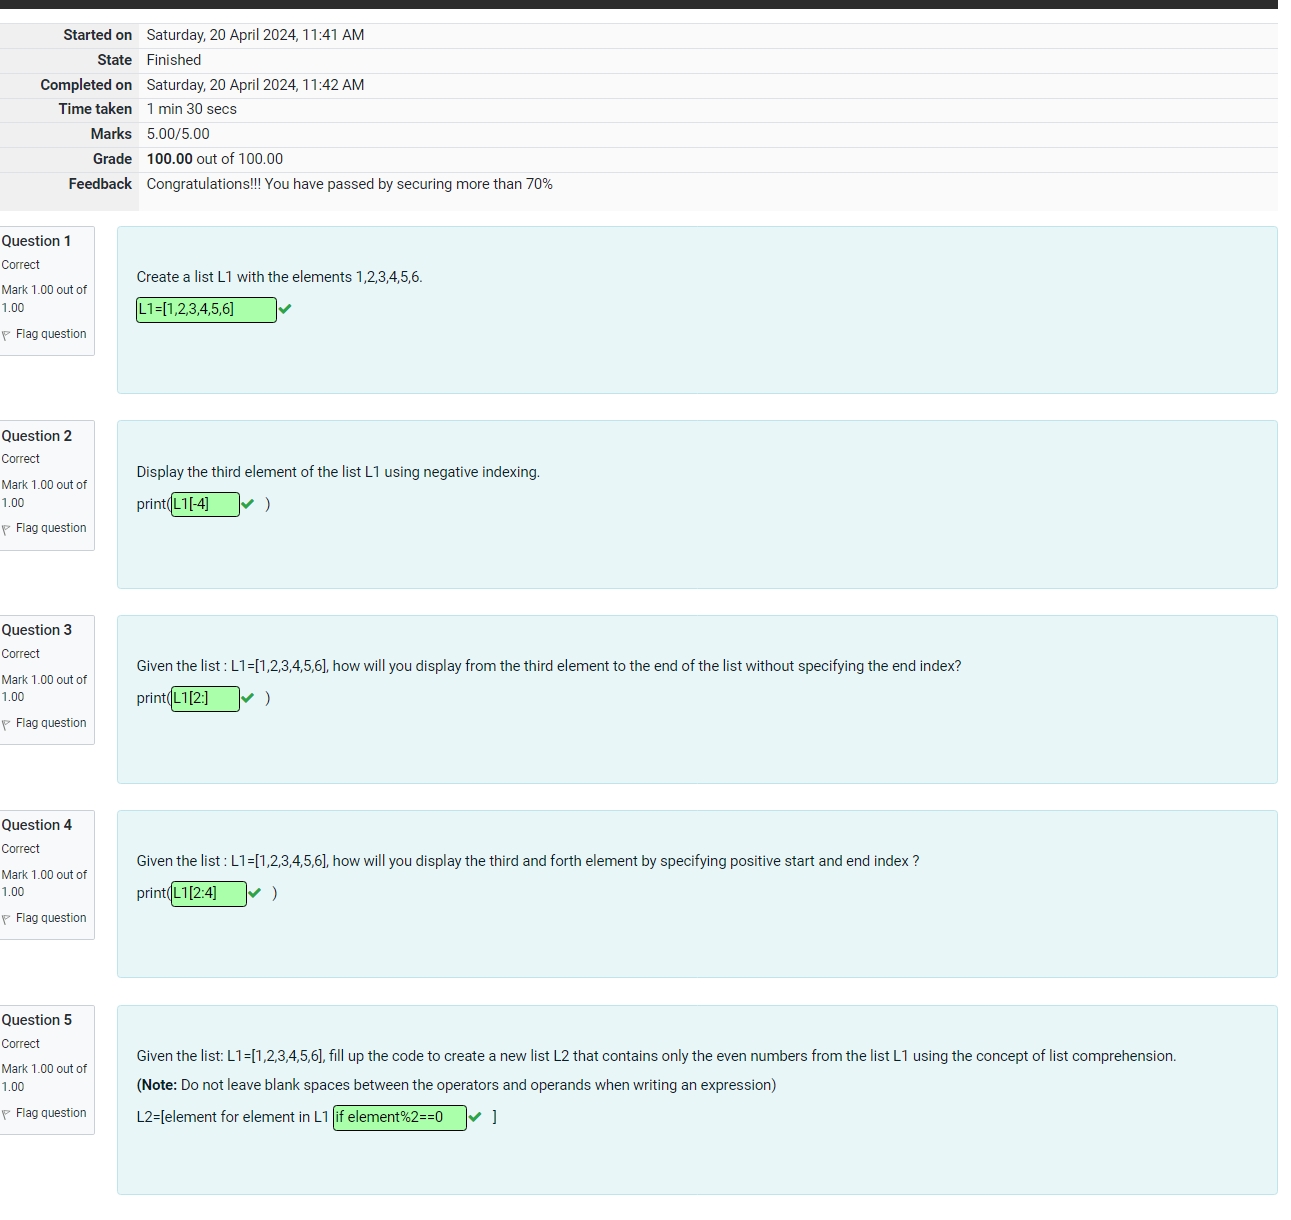 Started on Saturday, 20 April 2024, 11:41 AM
State Finished
Completed on Saturday, 20 April 2024, 11:42 AM
Time taken 1 min 30 secs
Marks 5.00/5.00
Grade 100.00 out of 100.00
Feedback Congratulations!!! You have passed by securing more than 70%
Question 1
Correct
Mark 1.00 out of
1.00
Flag question
Create a list L1 with the elements 1,2,3,4,5,6.
L1=[1,2,3,4,5,6]
Question 2
Correct
Mark 1.00 out of
1.00
Flag question
Display the third element of the list L1 using negative indexing.
print(L1[-4] )
Question 3
Correct
Mark 1.00 out of
1.00
Flag question
Given the list : L1=[1,2,3,4,5,6], how will you display from the third element to the end of the list without specifying the end index?
print(L1[2:] )
Question 4
Correct
Mark 1.00 out of
1.00
Flag question
Given the list : L1=[1,2,3,4,5,6], how will you display the third and forth element by specifying positive start and end index ?
print(L1[2:4] )
Question 5
Correct
Mark 1.00 out of
1.00
Flag question
Given the list: L1=[1,2,3,4,5,6], fill up the code to create a new list L2 that contains only the even numbers from the list L1 using the concept of list comprehension.
(Note: Do not leave blank spaces between the operators and operands when writing an expression)
L2=[element for element in L1 if element%2==0 ]